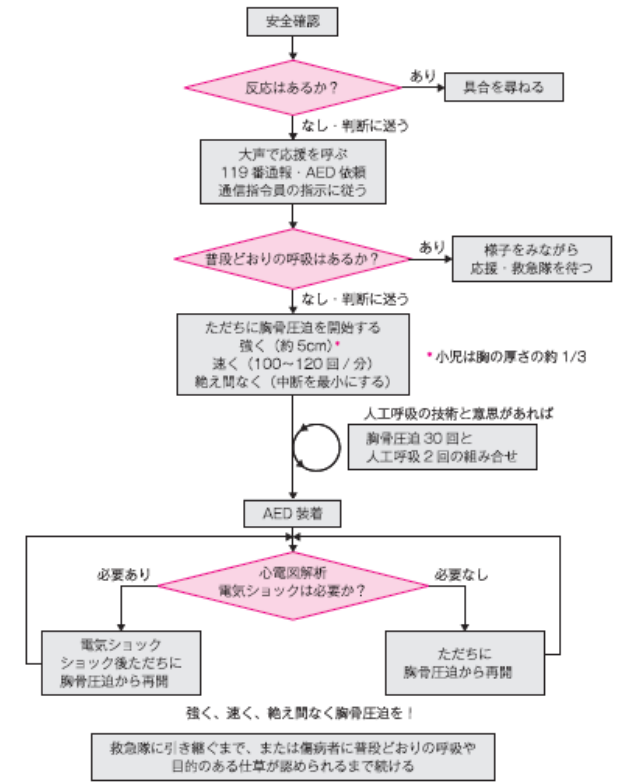 安全確認
反応はあるか？
あり
具合を尋ねる
なし・判断に迷う
大声で応援を呼ぶ
119番通報・AED依頼
通信指令員の指示に従う
普段どおりの呼吸はあるか？
あり
様子をみながら
応援・救急隊を待つ
なし・判断に迷う
ただちに胸骨圧迫を開始する
強く（約5cm）*
速く（100～120回/分）
絶え間なく（中断を最小にする）
*小児は胸の厚さの約1/3
人工呼吸の技術と意思があれば
胸骨圧迫30回と
人工呼吸2回の組み合せ
AED装着
心電図解析
電気ショックは必要か？
必要あり
必要なし
電気ショック
ショック後ただちに
胸骨圧迫から再開
ただちに
胸骨圧迫から再開
強く、速く、絶え間なく胸骨圧迫を！
救急隊に引き継ぐまで、または傷病者に普段どおりの呼吸や
目的のある仕草が認められるまで続ける